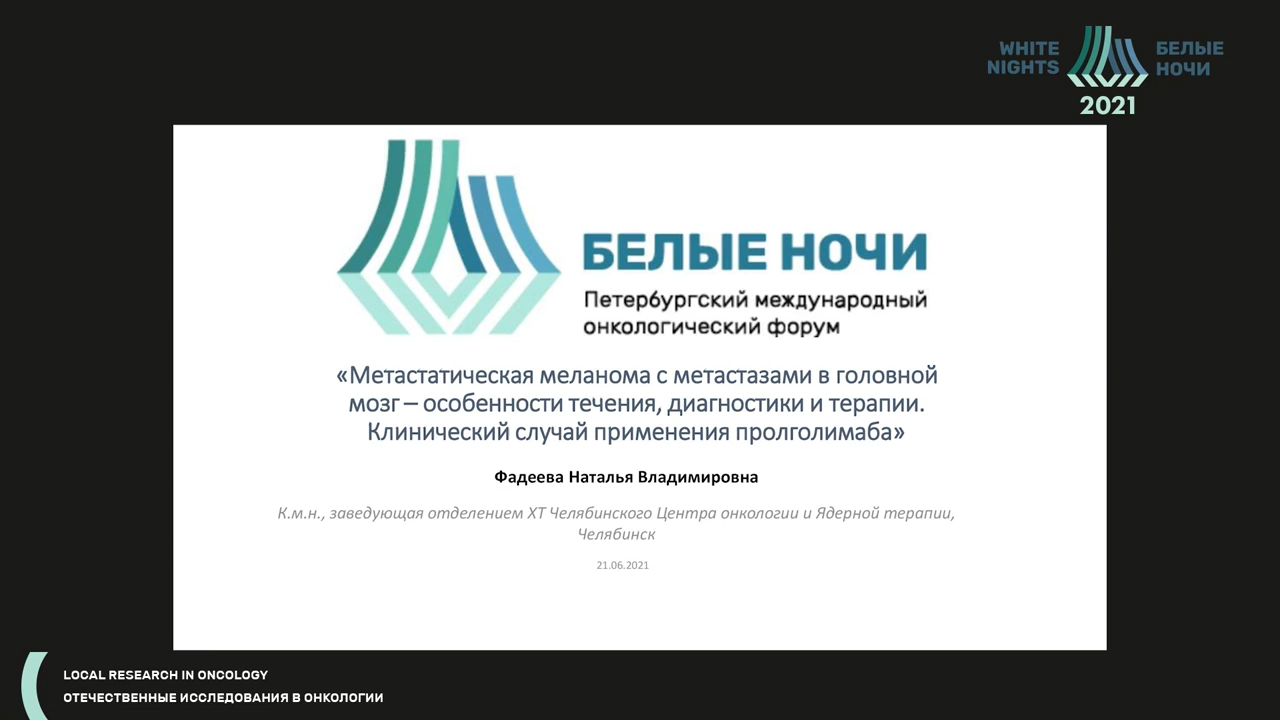 WHITE
NIGHTS
БЕЛЫЕ
НОЧИ
2021
БЕЛЫЕ НОЧИ
Петербургский международный
онкологический форум
«Метастатическая меланома с метастазами в головной
мозг – особенности течения, диагностики и терапии.
Клинический случай применения пролголимаба»
Фадеева Наталья Владимировна
К.м.н., заведующая отделением ХТ Челябинского Центра онкологии и Ядерной терапии,
Челябинск
21.06.2021
LOCAL RESEARCH IN ONCOLOGY
ОТЕЧЕСТВЕННЫЕ ИССЛЕДОВАНИЯ В ОНКОЛОГИИ